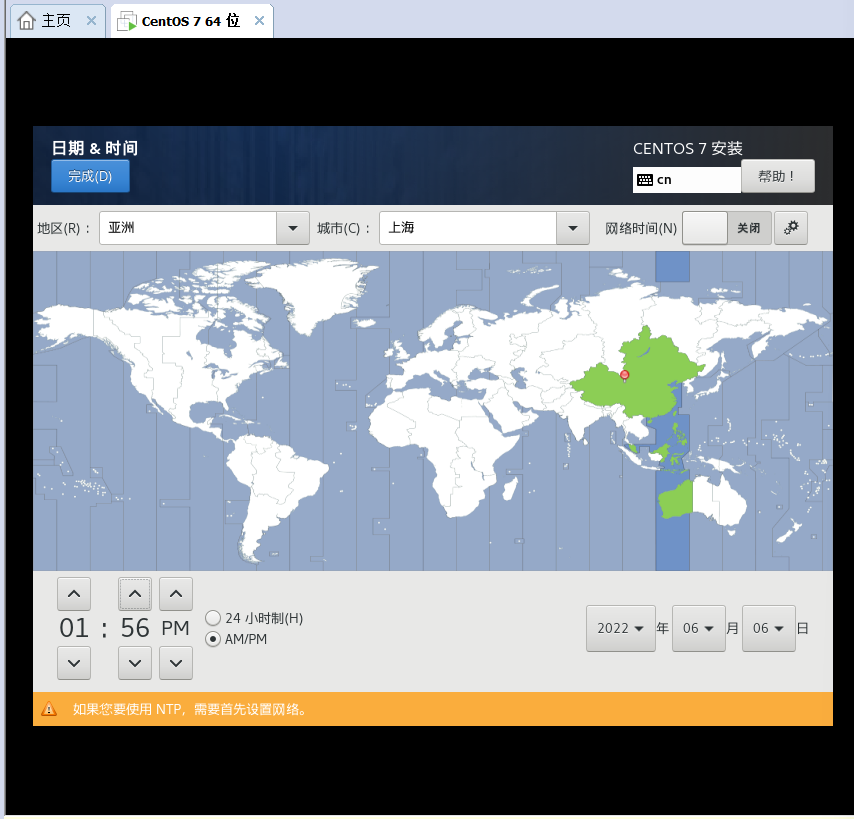 主页
CentOS 7 64 位
日期 & 时间
CENTOS 7 安装
完成(D)
cn
帮助！
地区(R)：
亚洲
城市(C)：
上海
网络时间(N)
关闭
01 : 56 PM
24 小时制(H)
AM/PM
2022 年 06 月 06 日
如果您要使用 NTP，需要首先设置网络。